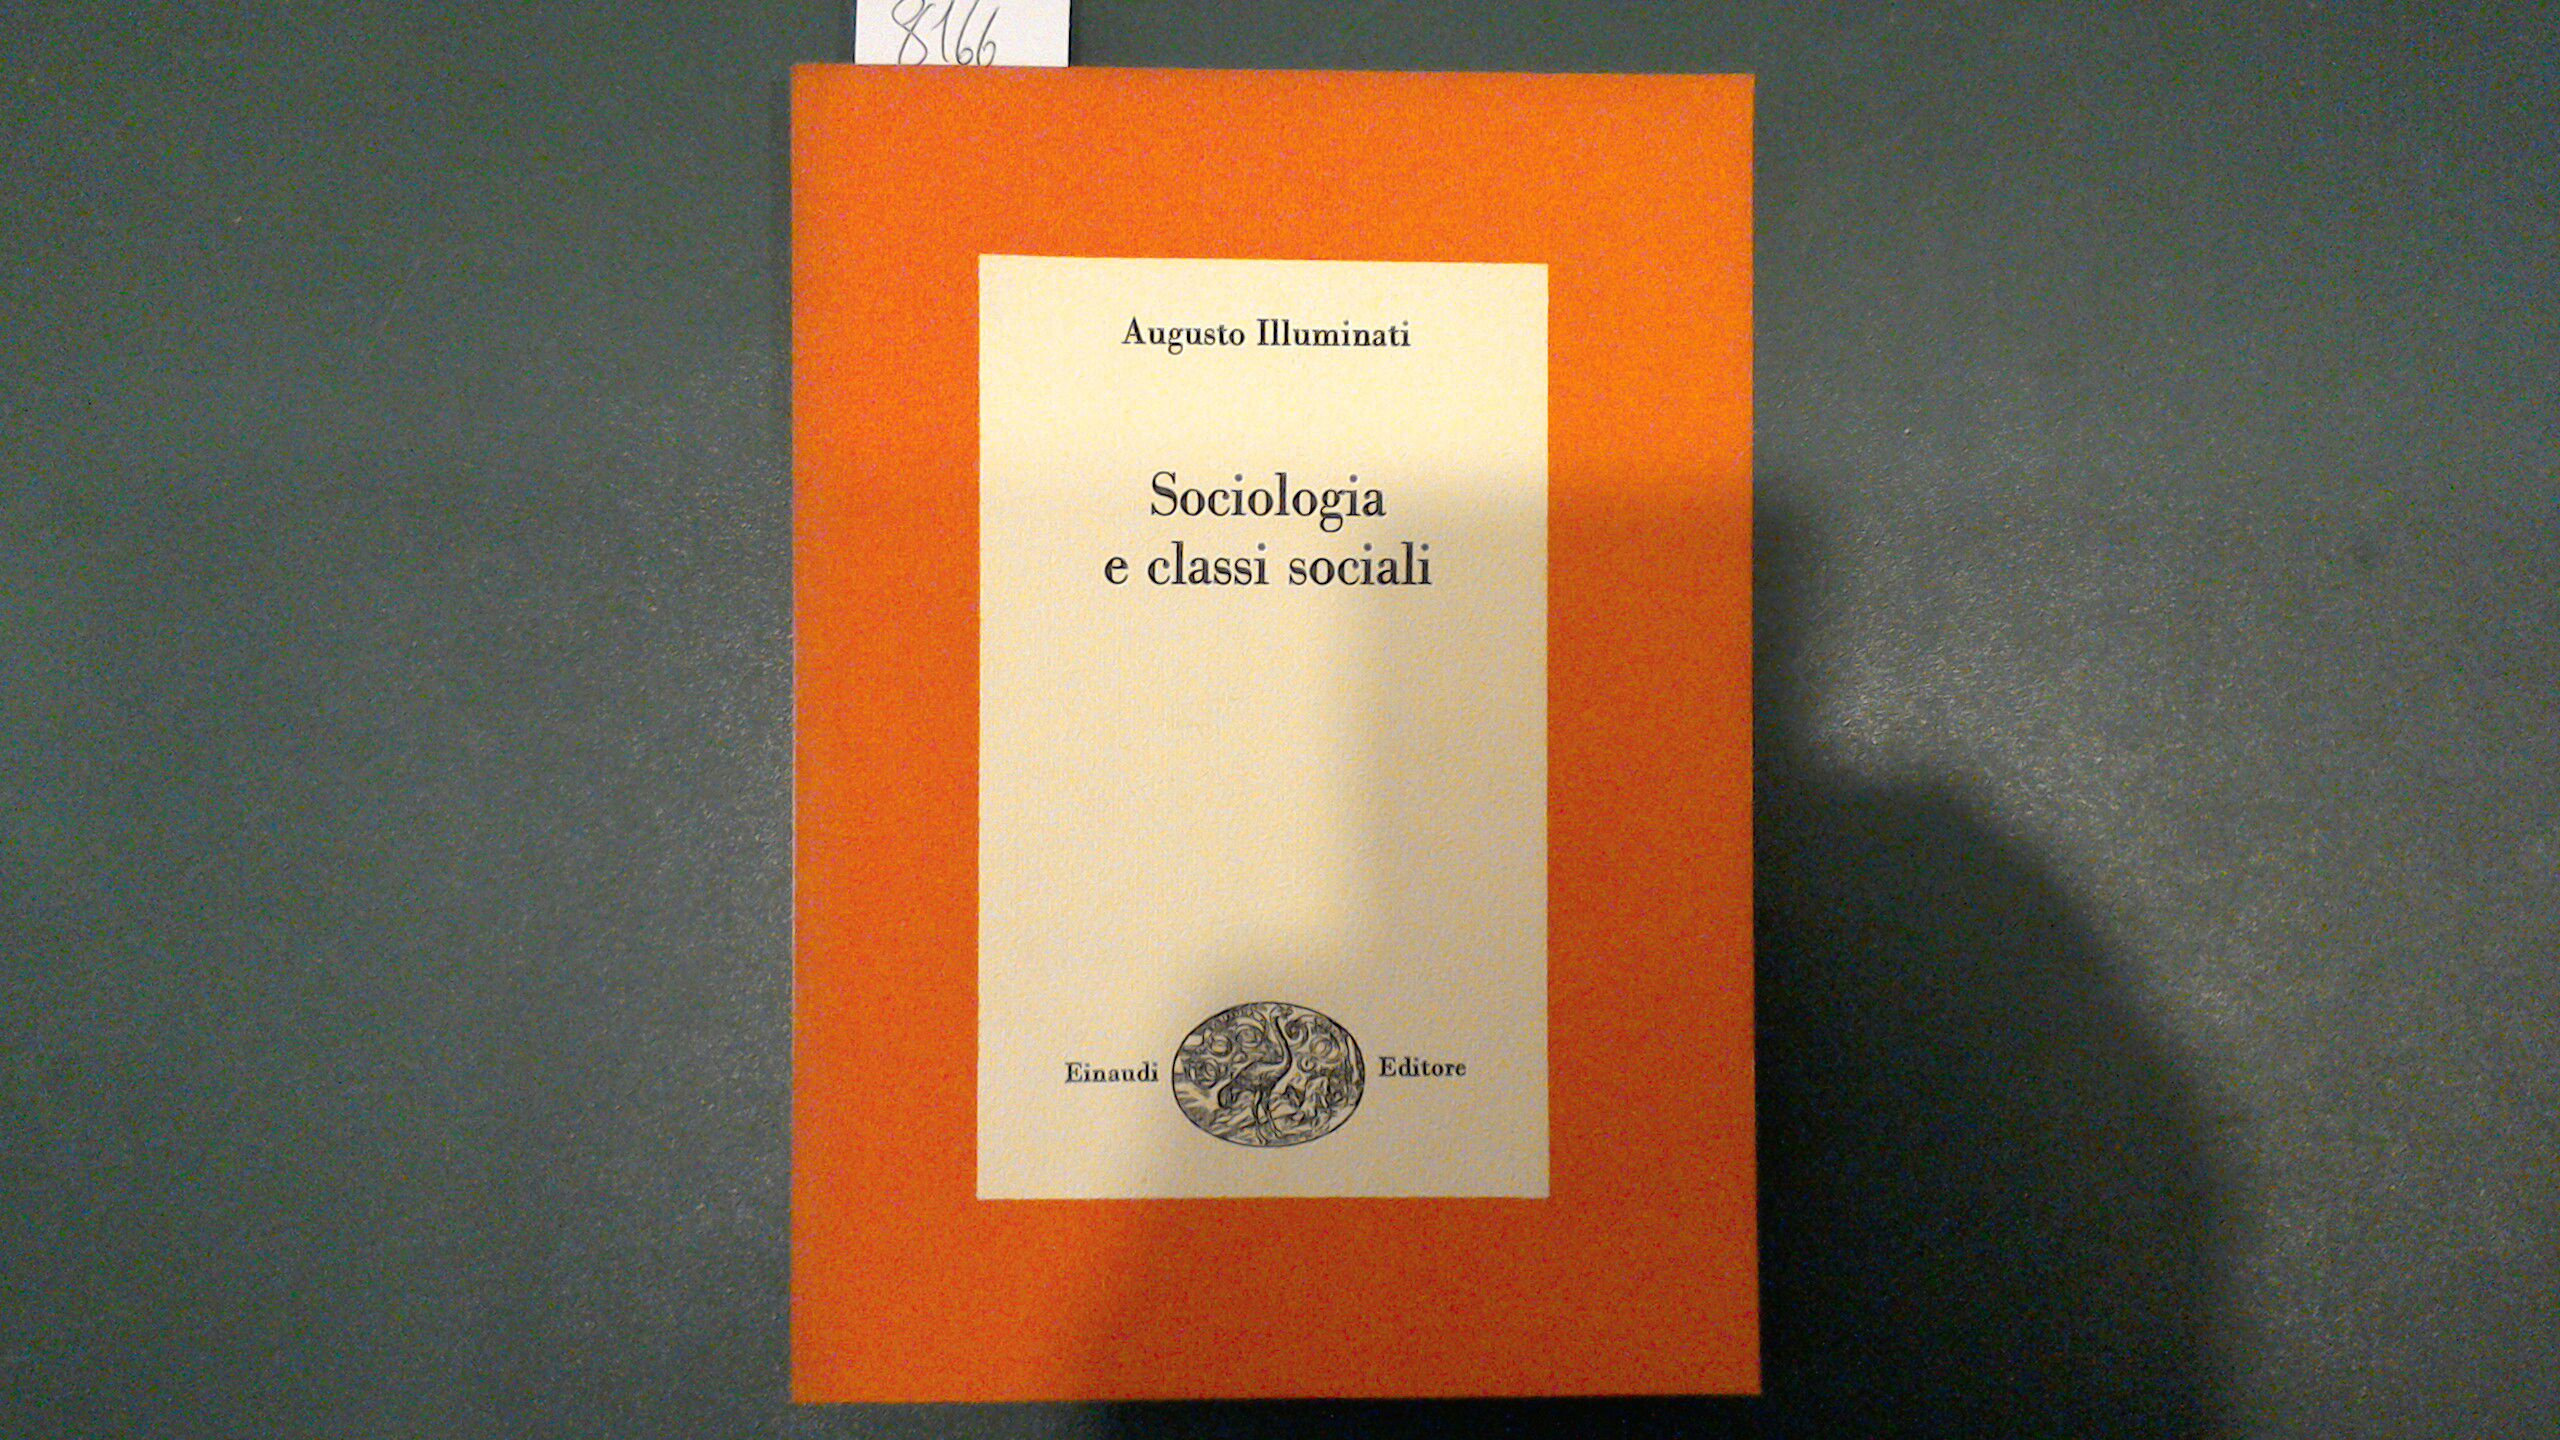 8166
Augusto Illuminati
Sociologia
e classi sociali
Einaudi Editore